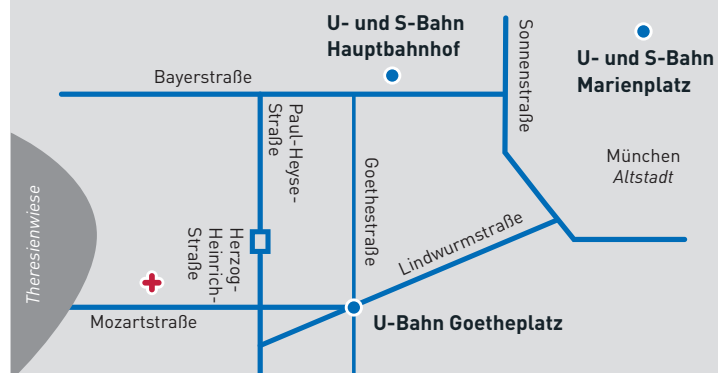 U- und S-Bahn
Hauptbahnhof
Sonnenstraße
U- und S-Bahn
Marienplatz
Bayerstraße
Paul-Heyse-
Straße
Goethestraße
München
Altstadt
Theresienwiese
Herzog-
Heinrich-
Straße
Lindwurmstraße
Mozartstraße
U-Bahn Goetheplatz